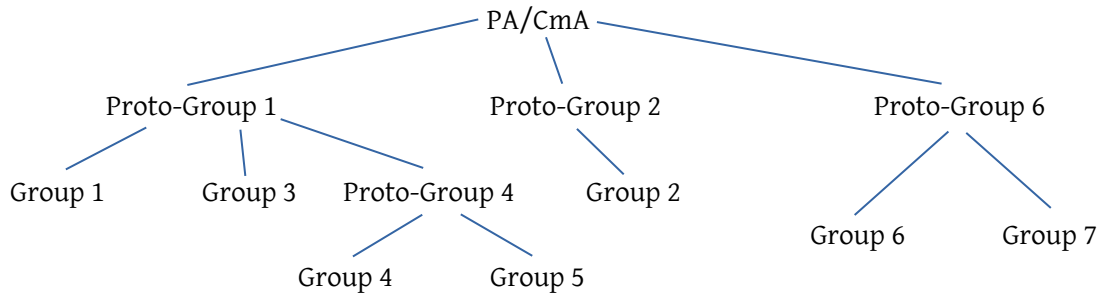 PA/CmA
Proto-Group 1
Proto-Group 2
Proto-Group 6
Group 1
Group 3
Proto-Group 4
Group 2
Group 6
Group 7
Group 4
Group 5